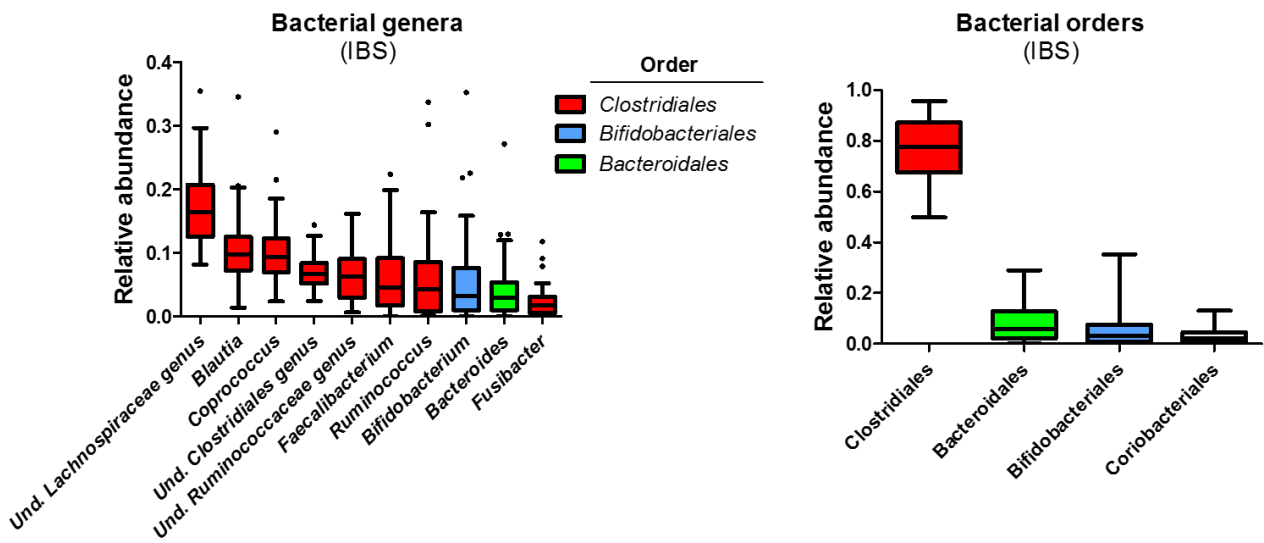 Bacterial genera
(IBS)
Relative abundance
0.4
0.3
0.2
0.1
0.0
Und. Lachnospiraceae genus
Blautia
Coprococcus
Und. Clostridiales genus
Und. Ruminococcaceae genus
Faecalibacterium
Ruminococcus
Bifidobacterium
Bacteroides
Fusibacter
Order
Clostridiales
Bifidobacteriales
Bacteroidales
Bacterial orders
(IBS)
Relative abundance
1.0
0.8
0.6
0.4
0.2
0.0
Clostridiales
Bacteroidales
Bifidobacteriales
Coriobacteriales